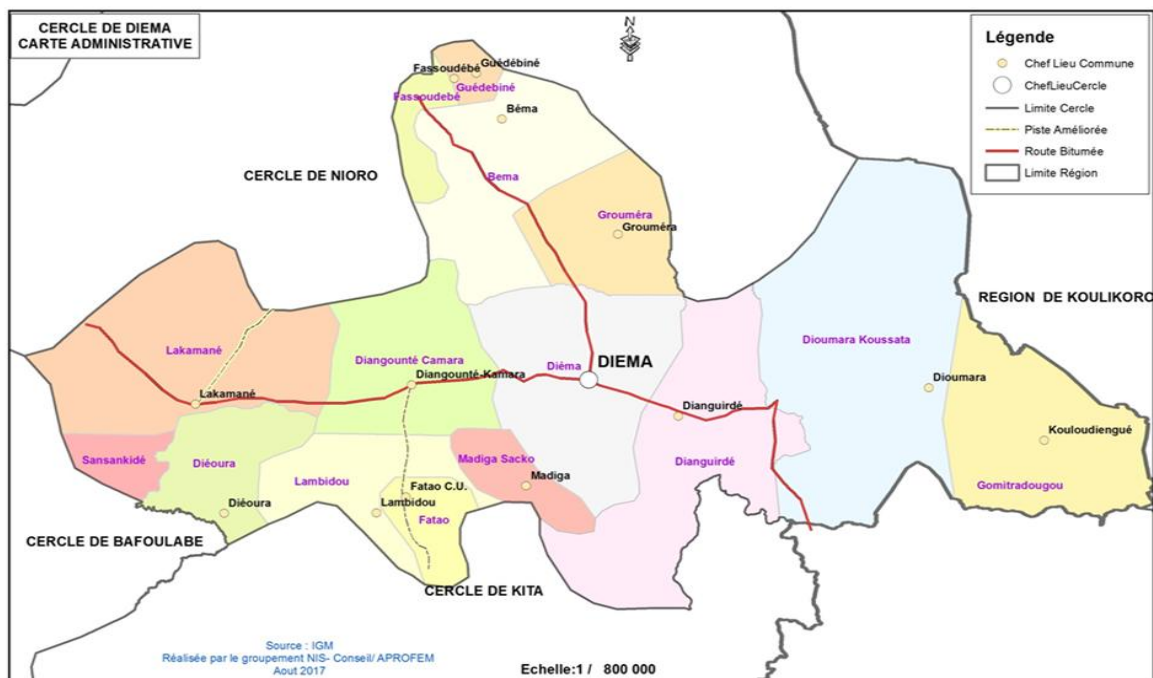 CERCLE DE DIEMA
CARTE ADMINISTRATIVE
N
Légende
Chef Lieu Commune
ChefLieuCercle
Limite Cercle
Piste Améliorée
Route Bitumée
Limite Région
Guédébiné
Fassoudébé
Guédebiné
Fassoudebé
Béma
CERCLE DE NIORO
Bema
Grouméra
Grouméra
REGION DE KOULIKORO
Lakamané
Diangounté Camara
Diéma
DIEMA
Dioumara Koussata
Diangounté-Kamara
Dioumara
Lakamané
Dianguirdé
Kouloudiengué
Sansankidé
Diéoura
Madiga Sacko
Dianguirdé
Lambidou
Madiga
Gomitradougou
Fatao C.U.
Diéoura
Lambidou
Fatao
CERCLE DE BAFOULABE
CERCLE DE KITA
Source : IGM
Réalisée par le groupement NIS- Conseil/ APROFEM
Aout 2017
Echelle:1 / 800 000